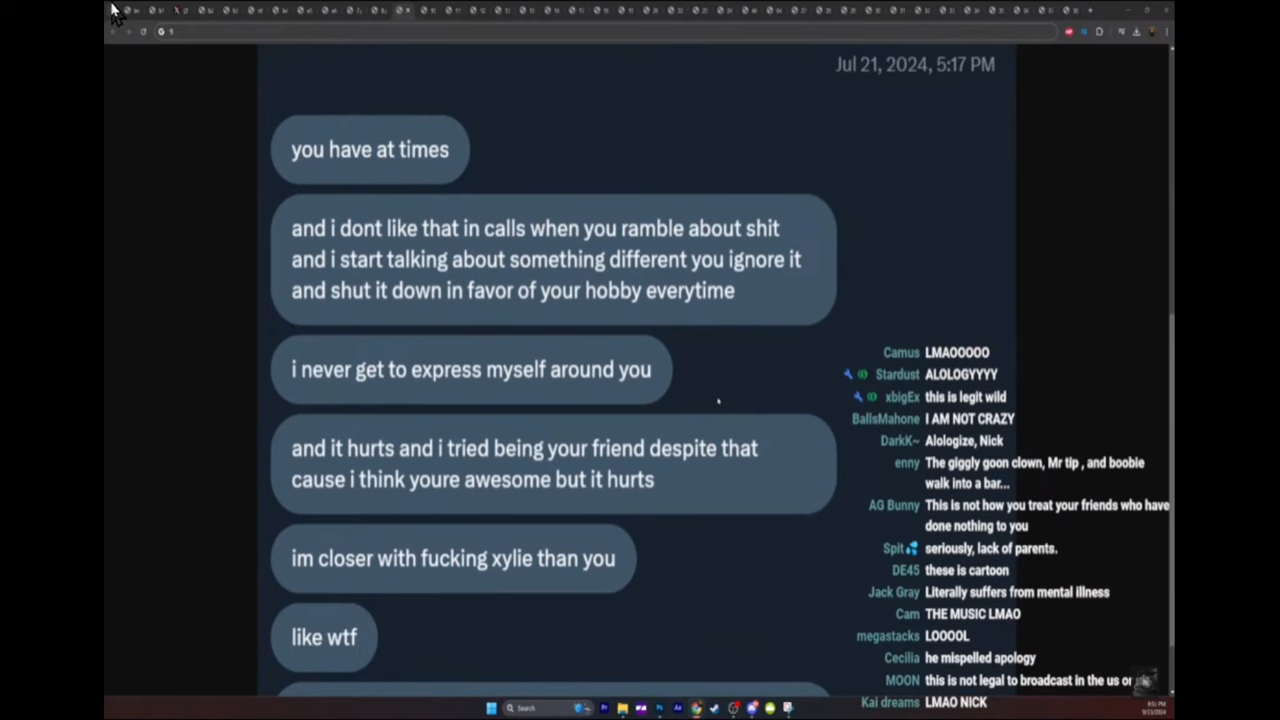 Jul 21, 2024, 5:17 PM
you have at times
and i dont like that in calls when you ramble about shit
and i start talking about something different you ignore it
and shut it down in favor of your hobby everytime
i never get to express myself around you
and it hurts and i tried being your friend despite that
cause i think youre awesome but it hurts
im closer with fucking xylie than you
like wtf
Camus LMAOOOOO
Stardust ALOLOGYYYY
xbigEx this is legit wild
BallsMahone I AM NOT CRAZY
DarkK~ Alologize, Nick
enny The giggly goon clown, Mr tip , and boobie
walk into a bar...
AG Bunny This is not how you treat your friends who have
done nothing to you
Spit💦 seriously, lack of parents.
DE45 these is cartoon
Jack Gray Literally suffers from mental illness
Cam THE MUSIC LMAO
megastacks LOOOOL
Cecilia he mispelled apology
MOON this is not legal to broadcast in the us or
Kai dreams LMAO NICK
Search
9:51 PM